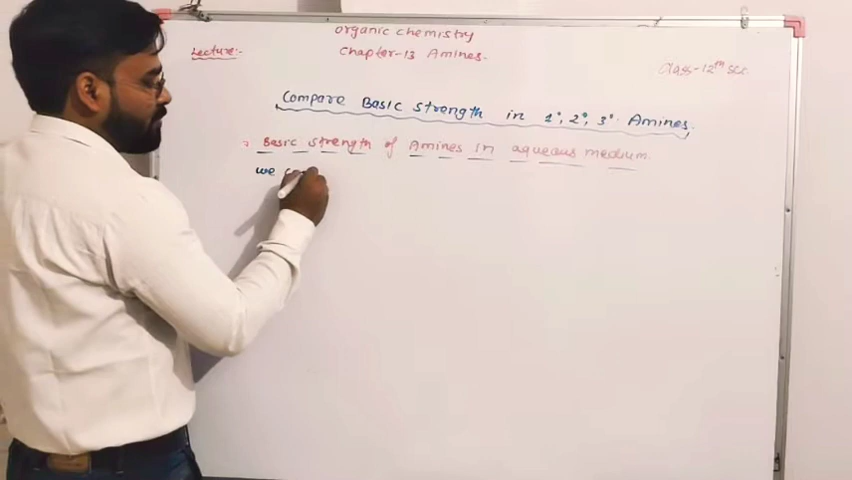 Organic chemistry
Lecture:-
Chapter-13 Amines.
Class-12th sci.
Compare Basic strength in 1°, 2°, 3° Amines.
Basic strength of Amines in aqueous medium.
we